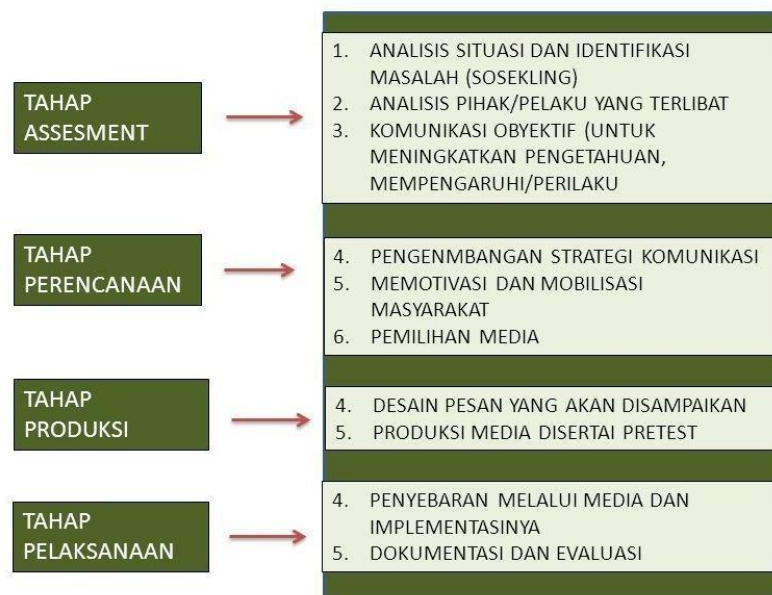 TAHAP
ASSESMENT
1. ANALISIS SITUASI DAN IDENTIFIKASI
MASALAH (SOSEKLING)
2. ANALISIS PIHAK/PELAKU YANG TERLIBAT
3. KOMUNIKASI OBYEKTIF (UNTUK
MENINGKATKAN PENGETAHUAN,
MEMPENGARUHI/PERILAKU
TAHAP
PERENCANAAN
4. PENGENMBANGAN STRATEGI KOMUNIKASI
5. MEMOTIVASI DAN MOBILISASI
MASYARAKAT
6. PEMILIHAN MEDIA
TAHAP
PRODUKSI
4. DESAIN PESAN YANG AKAN DISAMPAIKAN
5. PRODUKSI MEDIA DISERTAI PRETEST
TAHAP
PELAKSANAAN
4. PENYEBARAN MELALUI MEDIA DAN
IMPLEMENTASINYA
5. DOKUMENTASI DAN EVALUASI